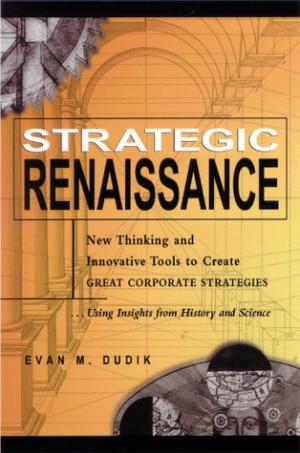 STRATEGIC
RENAISSANCE
New Thinking and
Innovative Tools to Create
GREAT CORPORATE STRATEGIES
...Using Insights from History and Science
EVAN M. DUDIK